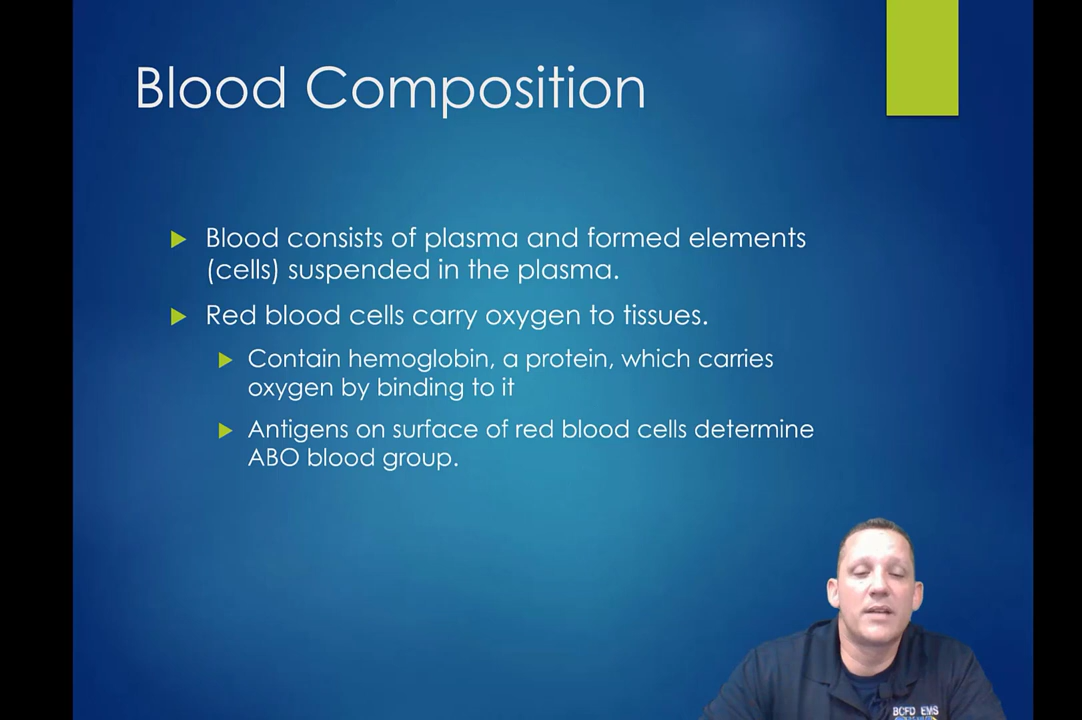 Blood Composition
Blood consists of plasma and formed elements
(cells) suspended in the plasma.
Red blood cells carry oxygen to tissues.
Contain hemoglobin, a protein, which carries
oxygen by binding to it
Antigens on surface of red blood cells determine
ABO blood group.
BCFD EMS